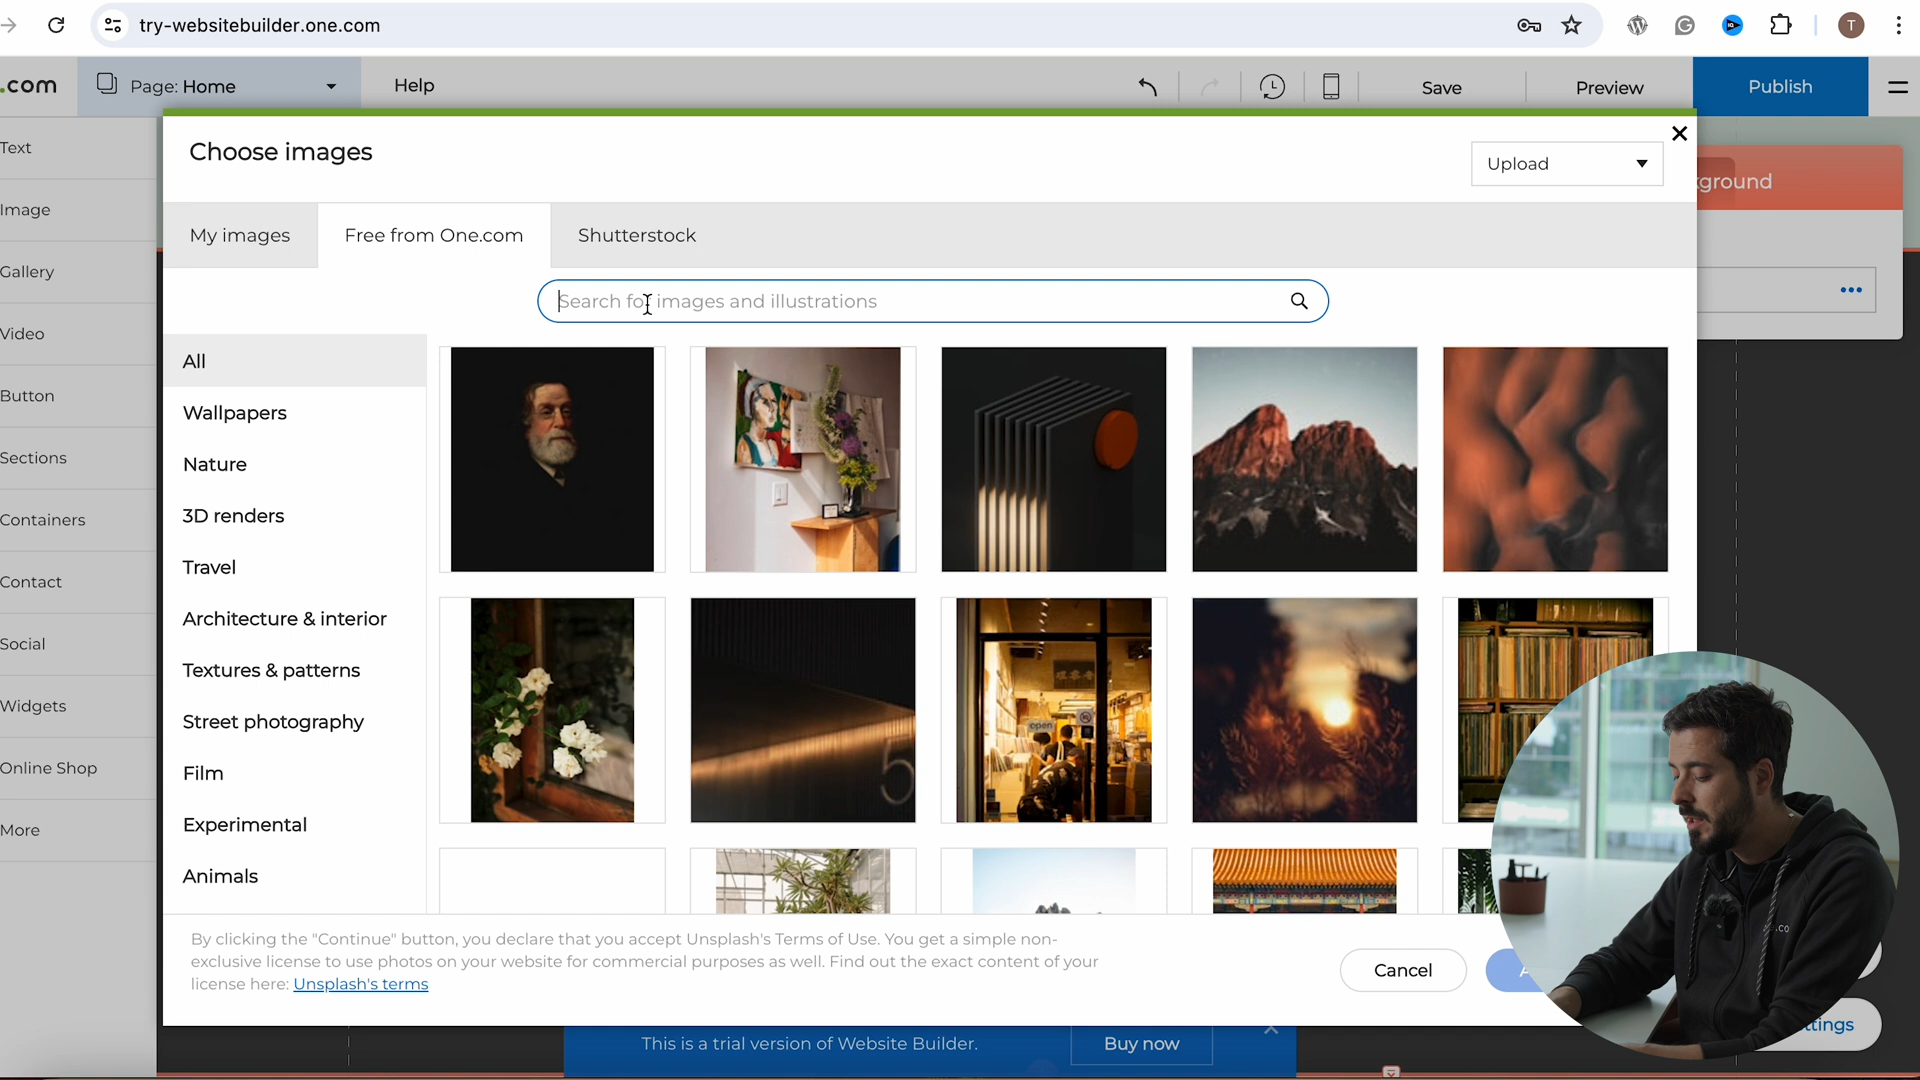 try-websitebuilder.one.com
T
.com
Page: Home
Help
Save
Preview
Publish
Text
Image
Gallery
Video
Button
Sections
Containers
Contact
Social
Widgets
Online Shop
More
Choose images
Upload
My images
Free from One.com
Shutterstock
Search for images and illustrations
All
Wallpapers
Nature
3D renders
Travel
Architecture & interior
Textures & patterns
Street photography
Film
Experimental
Animals
open
5
By clicking the "Continue" button, you declare that you accept Unsplash's Terms of Use. You get a simple non-
exclusive license to use photos on your website for commercial purposes as well. Find out the exact content of your
license here: Unsplash's terms
Cancel
This is a trial version of Website Builder.
Buy now